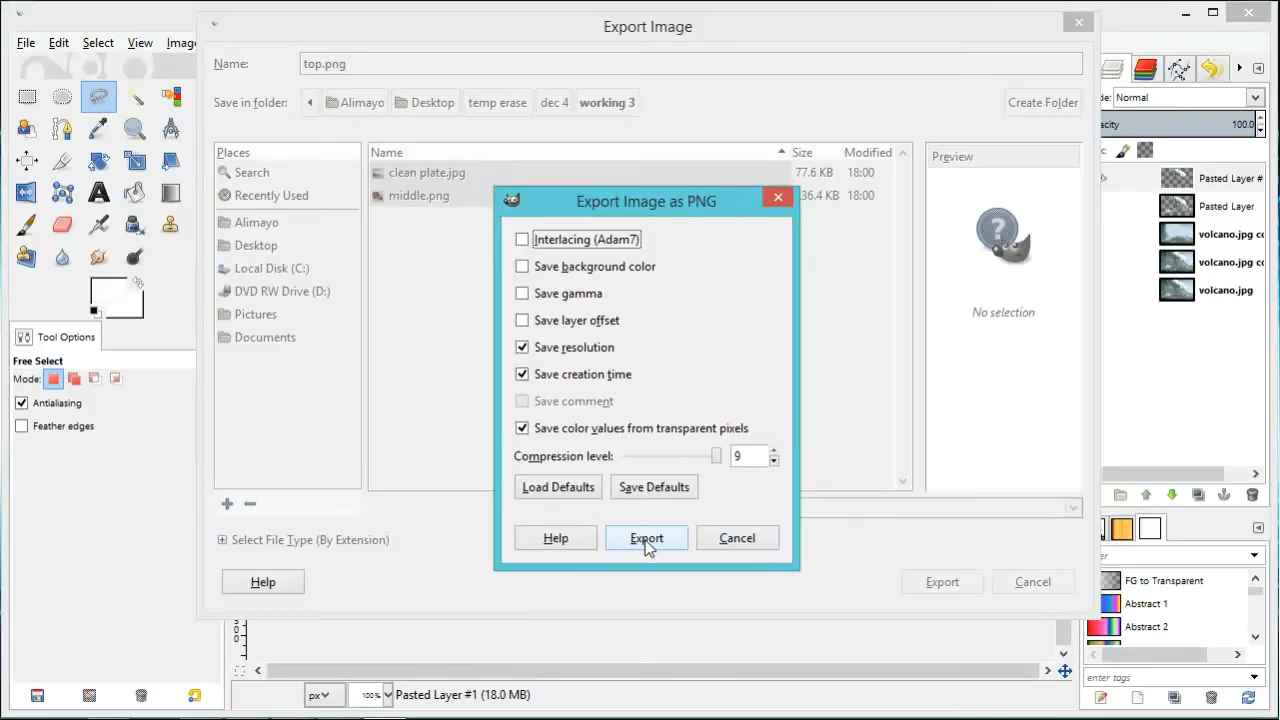 Export Image
File Edit Select View Imag
Name: top.png
Save in folder: Alimayo Desktop temp erase dec 4 working 3 Create Folder
de: Normal
acity 100.0
Places
Search
Recently Used
Alimayo
Desktop
Local Disk (C:)
DVD RW Drive (D:)
Pictures
Documents
Name Size Modified
clean plate.jpg 77.6 KB 18:00
middle.png 36.4 KB 18:00
Preview
No selection
Export Image as PNG
Interlacing (Adam7)
Save background color
Save gamma
Save layer offset
Save resolution
Save creation time
Save comment
Save color values from transparent pixels
Compression level: 9
Load Defaults Save Defaults
Help Export Cancel
Select File Type (By Extension)
Help Export Cancel
Tool Options
Free Select
Mode:
Antialiasing
Feather edges
Pasted Layer #
Pasted Layer
volcano.jpg co
volcano.jpg co
volcano.jpg
FG to Transparent
Abstract 1
Abstract 2
enter tags
px 100% Pasted Layer #1 (18.0 MB)